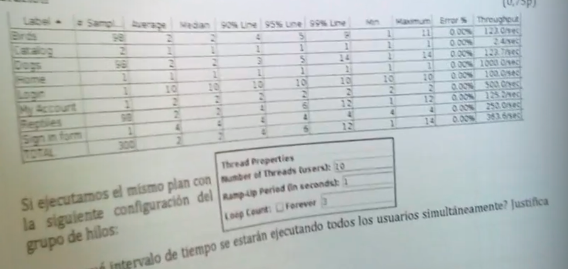 (0,75p)
Label # Sampl... Average Median 90% Line 95% Line 99% Line Min. Maximum Error % Throughput
Birds 98 2 2 4 5 9 1 11 0.00% 123.0/sec
Catalog 2 1 1 1 1 1 1 1 0.00% 2.4/sec
Dogs 98 2 2 3 5 14 1 14 0.00% 123.7/sec
Home 1 1 1 1 1 1 1 1 0.00% 1000.0/sec
Login 1 10 10 10 10 10 10 10 0.00% 100.0/sec
My Account 1 2 2 2 2 2 2 2 0.00% 500.0/sec
Reptiles 98 2 2 4 6 12 1 12 0.00% 125.2/sec
Sign in form 1 4 4 4 4 4 4 4 0.00% 250.0/sec
TOTAL 300 2 2 4 6 12 1 14 0.00% 363.6/sec
Si ejecutamos el mismo plan con
la siguiente configuración del
grupo de hilos:
Thread Properties
Number of Threads (users): 10
Ramp-Up Period (in seconds): 1
Loop Count: Forever 3
intervalo de tiempo se estarán ejecutando todos los usuarios simultáneamente? Justifica